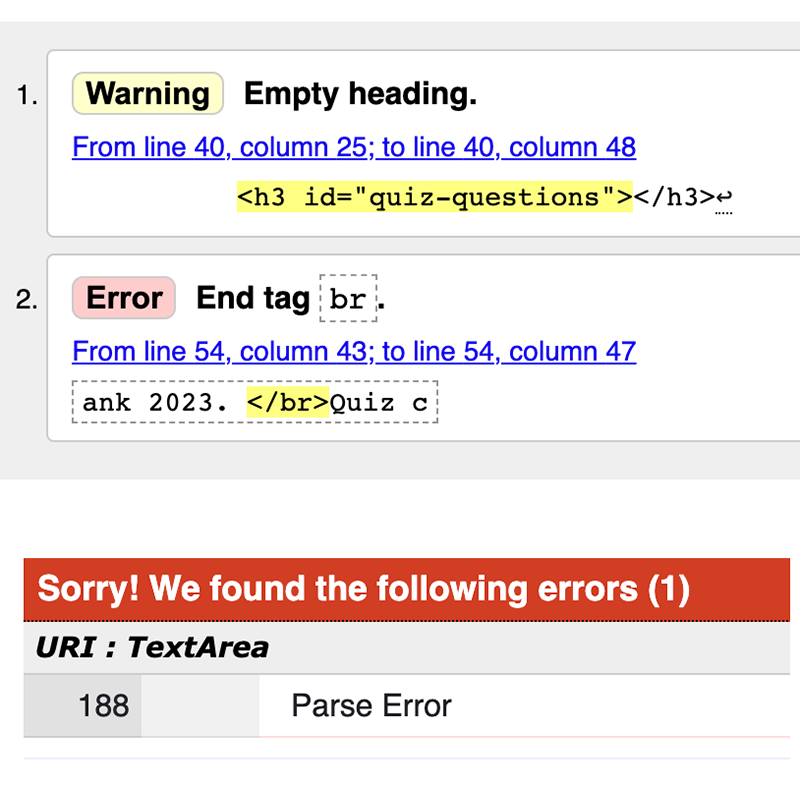 1. Warning Empty heading.
From line 40, column 25; to line 40, column 48
<h3 id="quiz-questions"></h3>↩
2. Error End tag br.
From line 54, column 43; to line 54, column 47
ank 2023. </br>Quiz c
Sorry! We found the following errors (1)
URI : TextArea
188 Parse Error